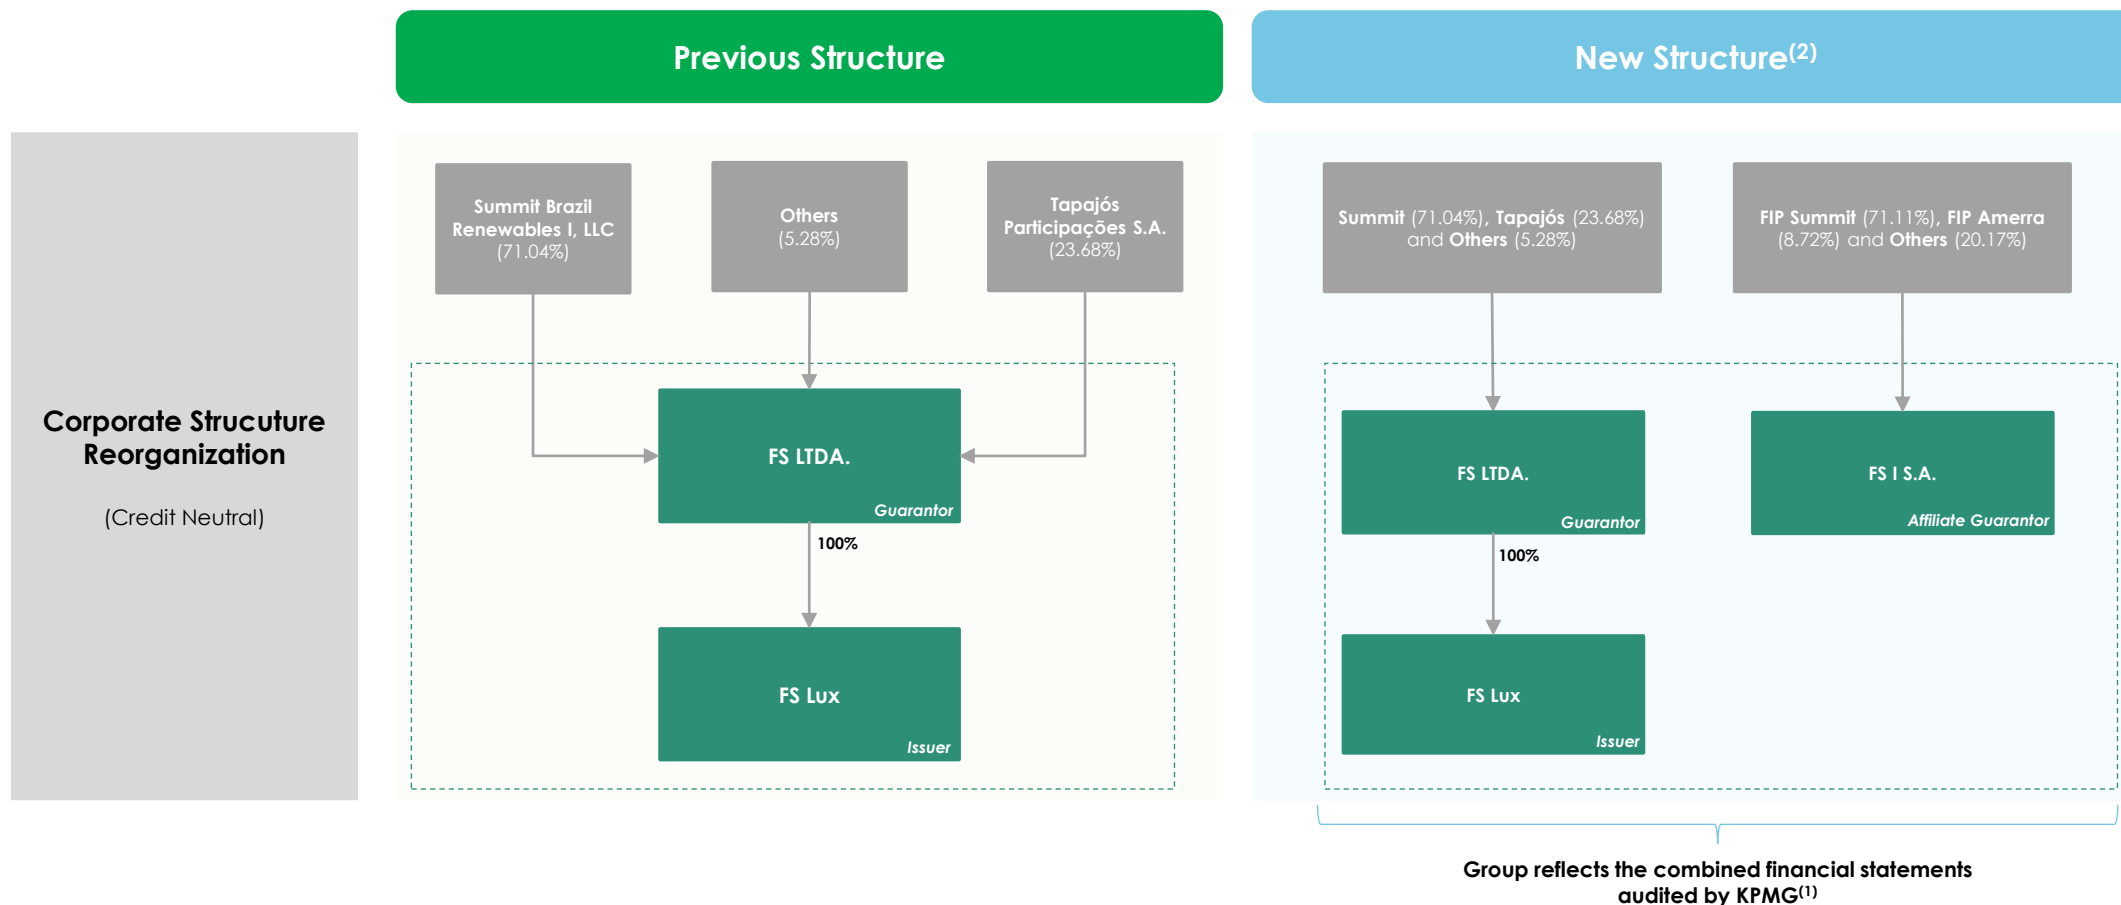 Previous Structure
New Structure(2)
Corporate Strucuture
Reorganization
(Credit Neutral)
Summit Brazil
Renewables I, LLC
(71.04%)
Others
(5.28%)
Tapajós
Participações S.A.
(23.68%)
FS LTDA.
Guarantor
100%
FS Lux
Issuer
Summit (71.04%), Tapajós (23.68%)
and Others (5.28%)
FIP Summit (71.11%), FIP Amerra
(8.72%) and Others (20.17%)
FS LTDA.
Guarantor
FS I S.A.
Affiliate Guarantor
100%
FS Lux
Issuer
Group reflects the combined financial statements
audited by KPMG(1)